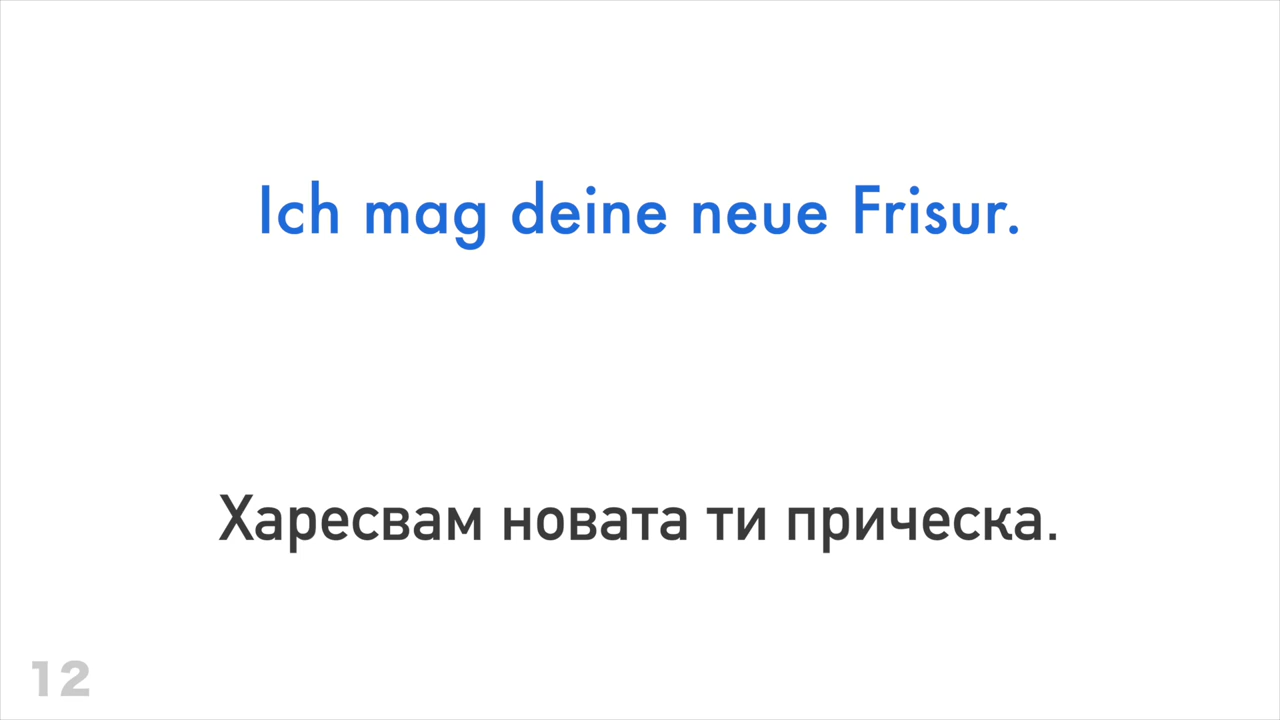 Ich mag deine neue Frisur.
Харесвам новата ти прическа.
12